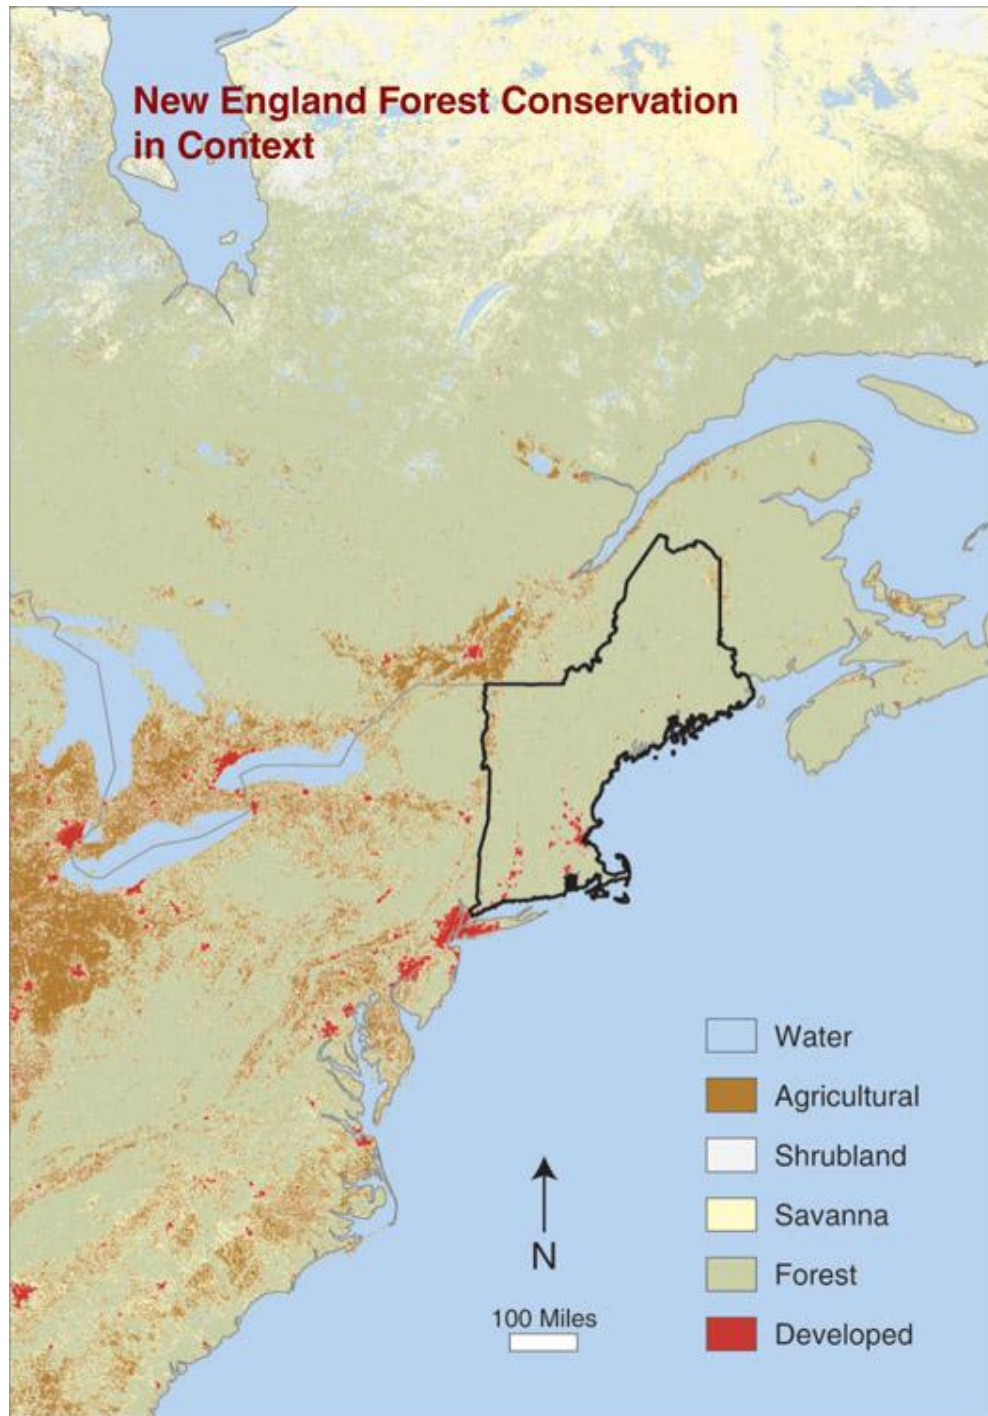 New England Forest Conservation
in Context
Water
Agricultural
Shrubland
Savanna
Forest
Developed
N
100 Miles